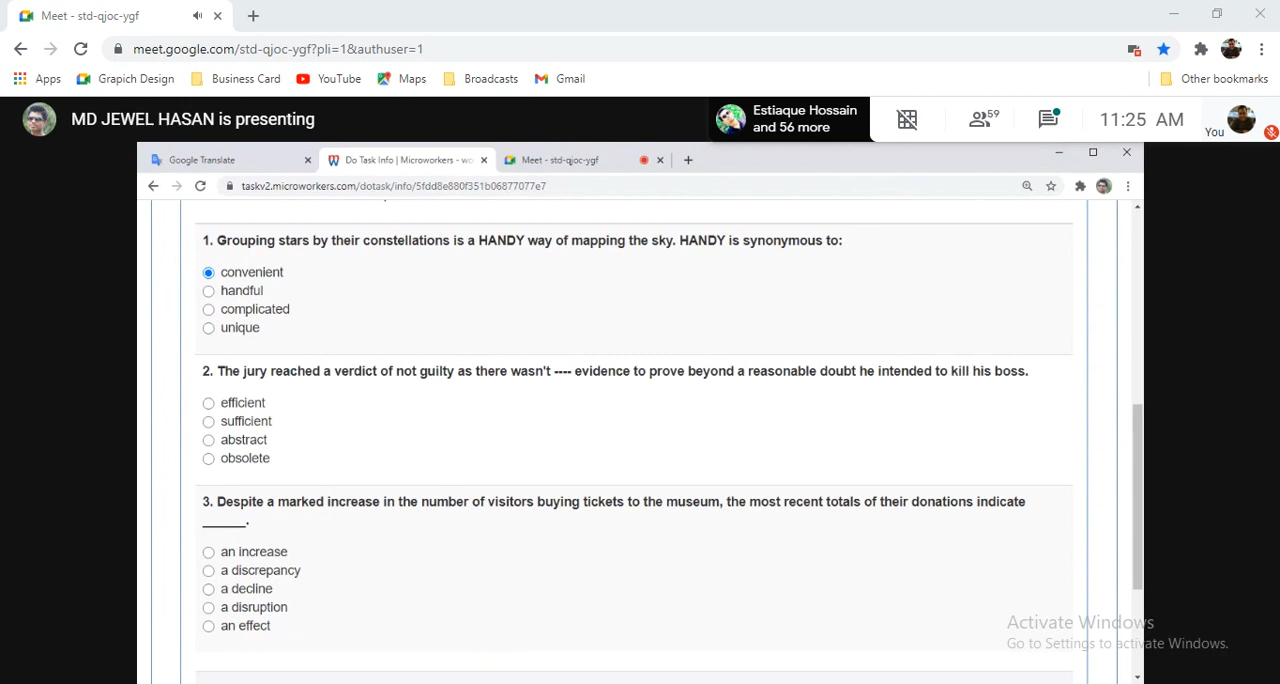 Meet - std-qjoc-ygf
meet.google.com/std-qjoc-ygf?pli=1&authuser=1
Apps Grapich Design Business Card YouTube Maps Broadcasts Gmail Other bookmarks
MD JEWEL HASAN is presenting
Estiaque Hossain
and 56 more
59
11:25 AM
You
Google Translate Do Task Info | Microworkers - wo Meet - std-qjoc-ygf
taskv2.microworkers.com/dotask/info/5fdd8e880f351b06877077e7
1. Grouping stars by their constellations is a HANDY way of mapping the sky. HANDY is synonymous to:
convenient
handful
complicated
unique
2. The jury reached a verdict of not guilty as there wasn't ---- evidence to prove beyond a reasonable doubt he intended to kill his boss.
efficient
sufficient
abstract
obsolete
3. Despite a marked increase in the number of visitors buying tickets to the museum, the most recent totals of their donations indicate
______.
an increase
a discrepancy
a decline
a disruption
an effect
Activate Windows
Go to Settings to activate Windows.